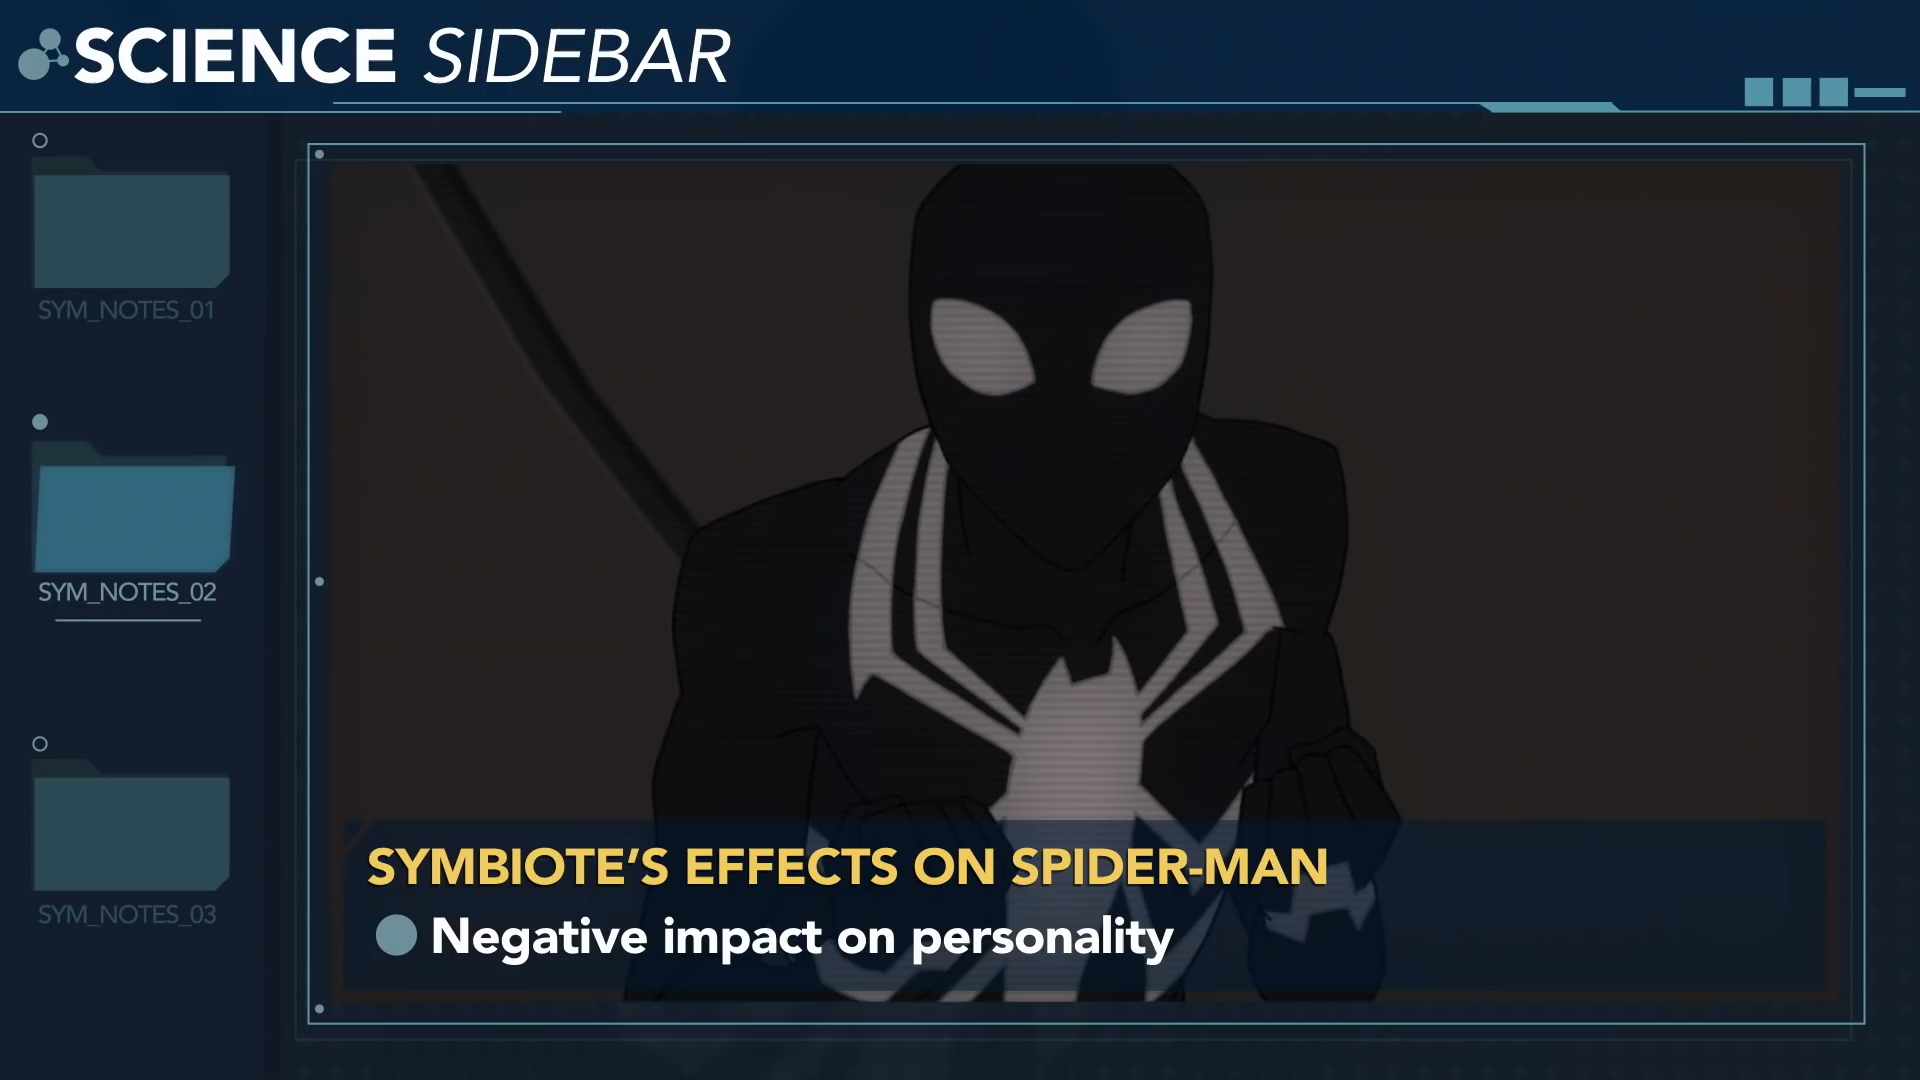 SCIENCE SIDEBAR
SYM_NOTES_01
SYM_NOTES_02
SYM_NOTES_03
SYMBIOTE’S EFFECTS ON SPIDER-MAN
Negative impact on personality